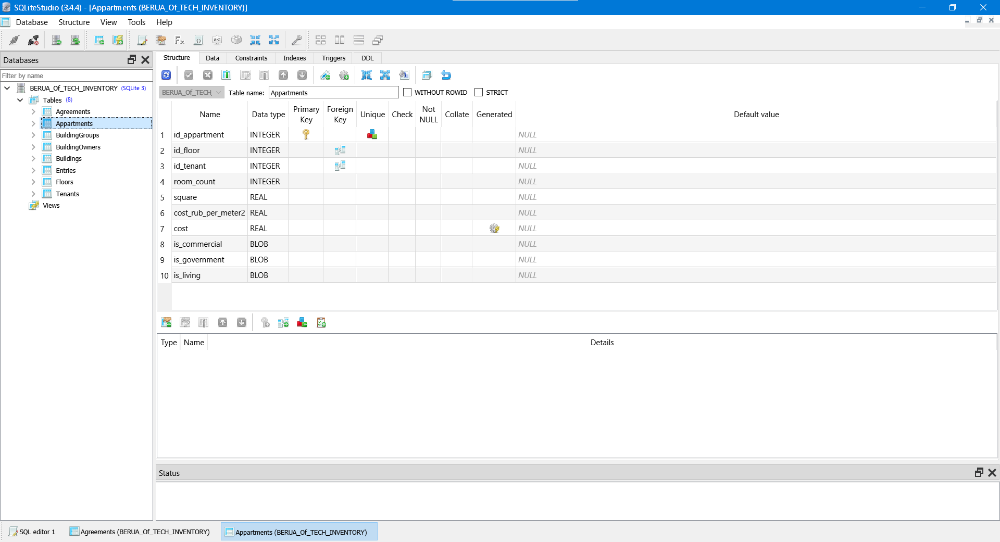 SQLiteStudio (3.4.4) - [Appartments (BERUA_Of_TECH_INVENTORY)]
Database Structure View Tools Help
Databases
Filter by name
BERUA_Of_TECH_INVENTORY (SQLite 3)
Tables (8)
Agreements
Appartments
BuildingGroups
BuildingOwners
Buildings
Entries
Floors
Tenants
Views
Structure Data Constraints Indexes Triggers DDL
BERUA_Of_TECH_ Table name: Appartments WITHOUT ROWID STRICT
Name Data type Primary Key Foreign Key Unique Check Not NULL Collate Generated Default value
1 id_appartment INTEGER NULL
2 id_floor INTEGER NULL
3 id_tenant INTEGER NULL
4 room_count INTEGER NULL
5 square REAL NULL
6 cost_rub_per_meter2 REAL NULL
7 cost REAL NULL
8 is_commercial BLOB NULL
9 is_government BLOB NULL
10 is_living BLOB NULL
Type Name Details
Status
SQL editor 1 Agreements (BERUA_Of_TECH_INVENTORY) Appartments (BERUA_Of_TECH_INVENTORY)